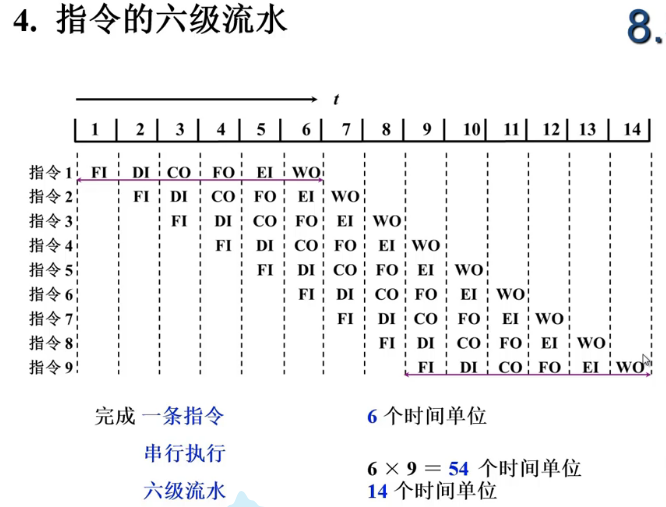 4. 指令的六级流水
8.
t
1 2 3 4 5 6 7 8 9 10 11 12 13 14
指令1 FI DI CO FO EI WO
指令2 FI DI CO FO EI WO
指令3 FI DI CO FO EI WO
指令4 FI DI CO FO EI WO
指令5 FI DI CO FO EI WO
指令6 FI DI CO FO EI WO
指令7 FI DI CO FO EI WO
指令8 FI DI CO FO EI WO
指令9 FI DI CO FO EI WO
完成 一条指令 6 个时间单位
串行执行
6 × 9 = 54 个时间单位
六级流水 14 个时间单位